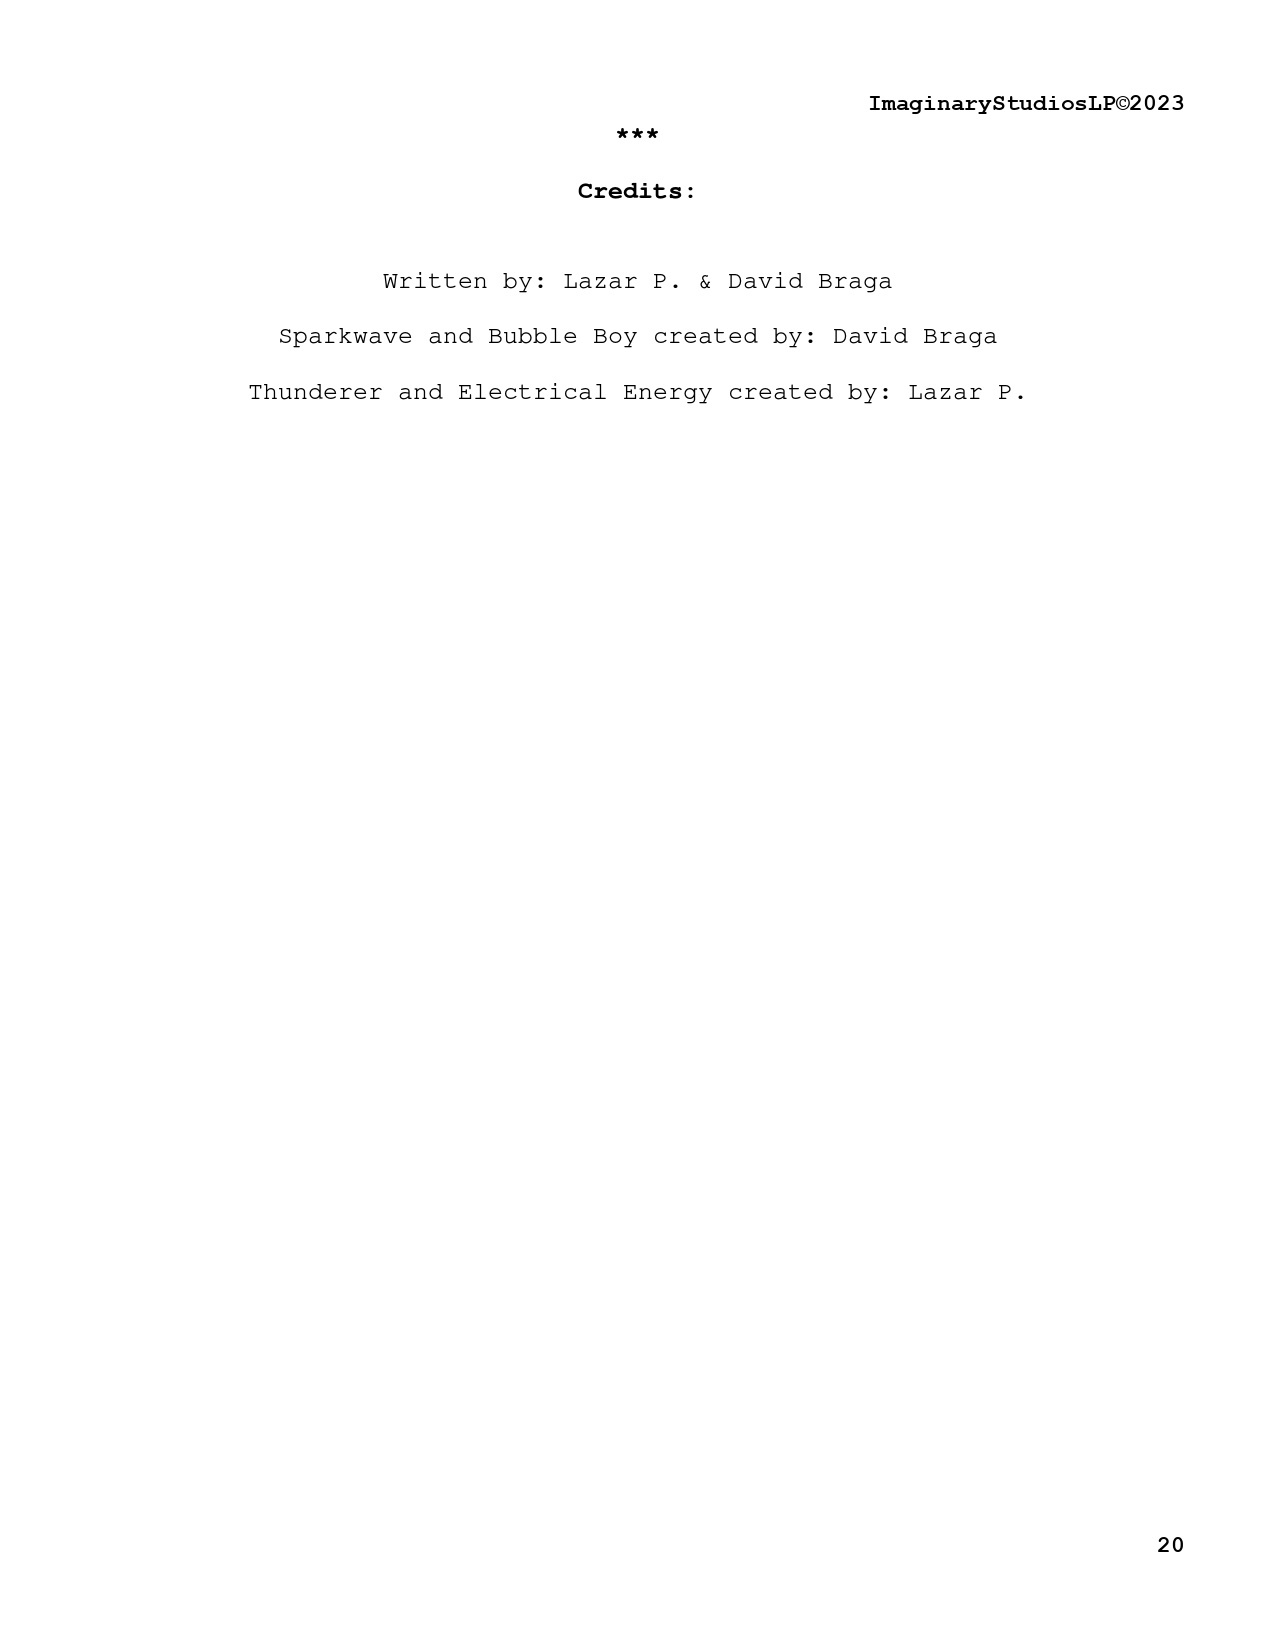 ImaginaryStudiosLP©2023
***
Credits:
Written by: Lazar P. & David Braga
Sparkwave and Bubble Boy created by: David Braga
Thunderer and Electrical Energy created by: Lazar P.
20